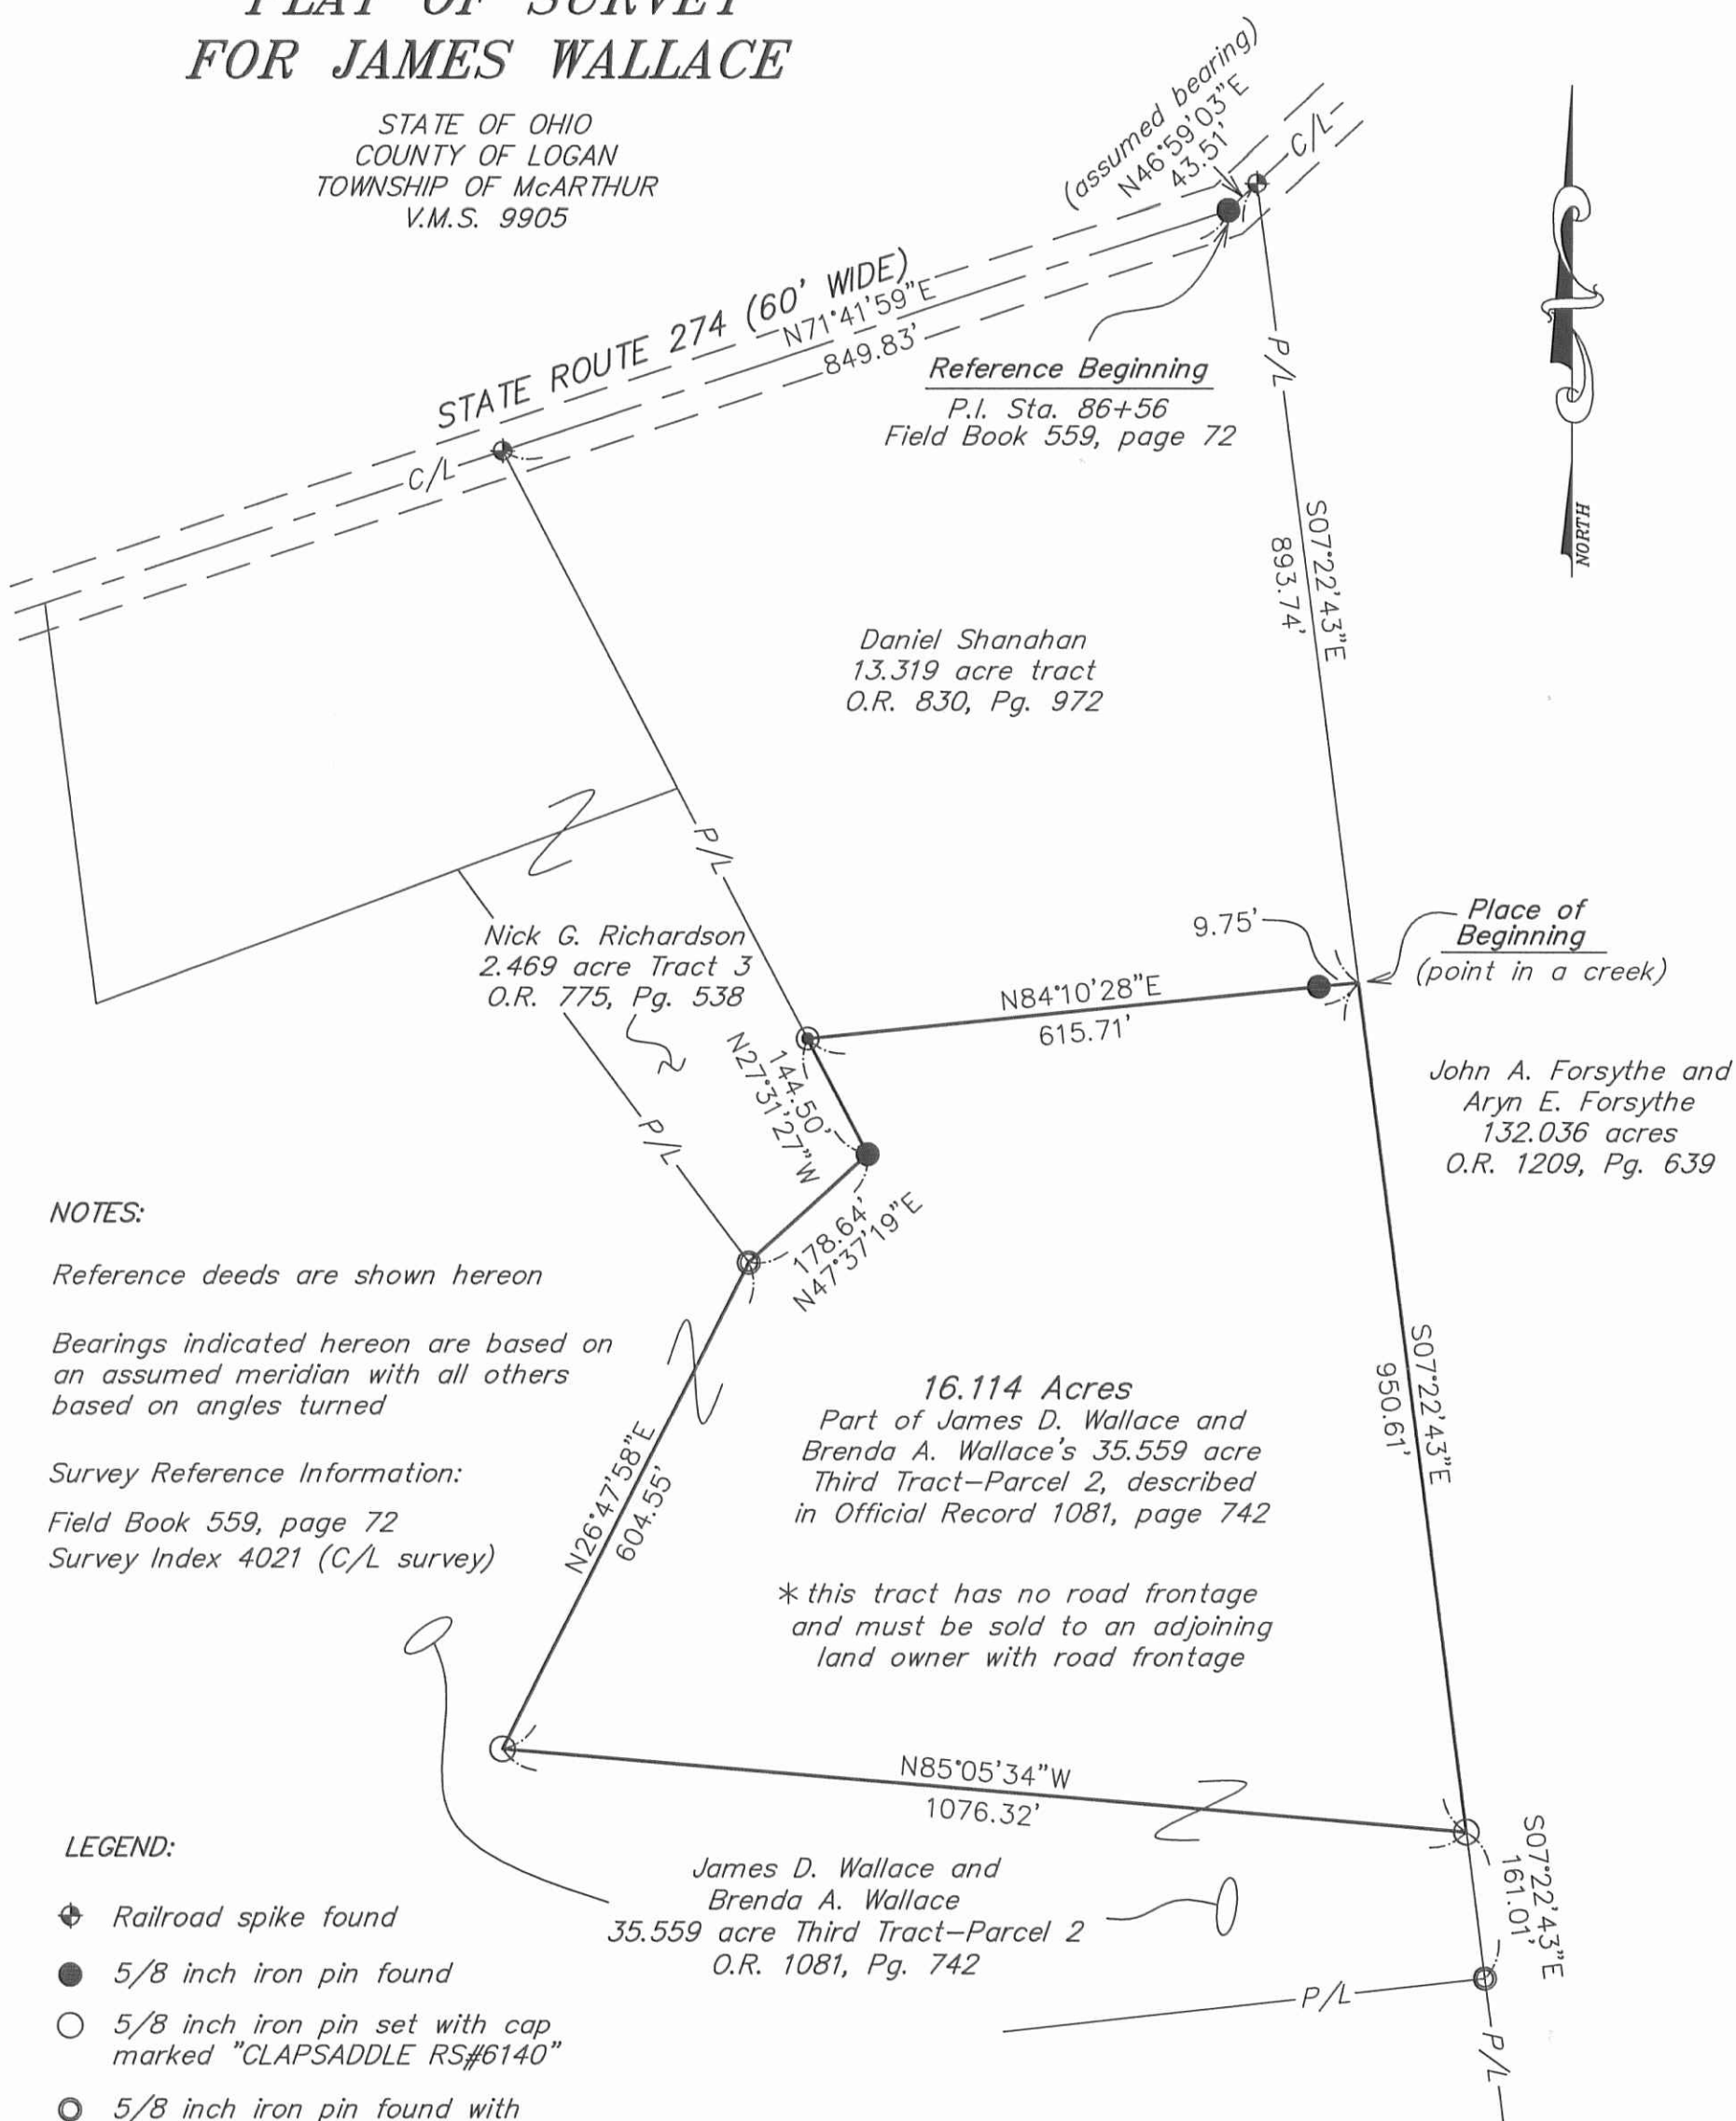 PLAT OF SURVEY
FOR JAMES WALLACE
STATE OF OHIO
COUNTY OF LOGAN
TOWNSHIP OF McARTHUR
V.M.S. 9905
(assumed bearing)
N46°59'03"E
43.51'
C/L
STATE ROUTE 274 (60' WIDE)
N71°41'59"E
849.83'
C/L
Reference Beginning
P.I. Sta. 86+56
Field Book 559, page 72
P/L
NORTH
S07°22'43"E
893.74'
Daniel Shanahan
13.319 acre tract
O.R. 830, Pg. 972
P/L
Nick G. Richardson
2.469 acre Tract 3
O.R. 775, Pg. 538
9.75'
Place of
Beginning
(point in a creek)
N84°10'28"E
615.71'
144.50'
N27°31'27"W
P/L
John A. Forsythe and
Aryn E. Forsythe
132.036 acres
O.R. 1209, Pg. 639
178.64'
N47°37'19"E
NOTES:
Reference deeds are shown hereon
Bearings indicated hereon are based on
an assumed meridian with all others
based on angles turned
Survey Reference Information:
Field Book 559, page 72
Survey Index 4021 (C/L survey)
N26°47'58"E
604.55'
16.114 Acres
Part of James D. Wallace and
Brenda A. Wallace's 35.559 acre
Third Tract-Parcel 2, described
in Official Record 1081, page 742
* this tract has no road frontage
and must be sold to an adjoining
land owner with road frontage
S07°22'43"E
950.61'
N85°05'34"W
1076.32'
James D. Wallace and
Brenda A. Wallace
35.559 acre Third Tract-Parcel 2
O.R. 1081, Pg. 742
S07°22'43"E
161.01'
P/L
P/L
LEGEND:
Railroad spike found
5/8 inch iron pin found
5/8 inch iron pin set with cap
marked "CLAPSADDLE RS#6140"
5/8 inch iron pin found with